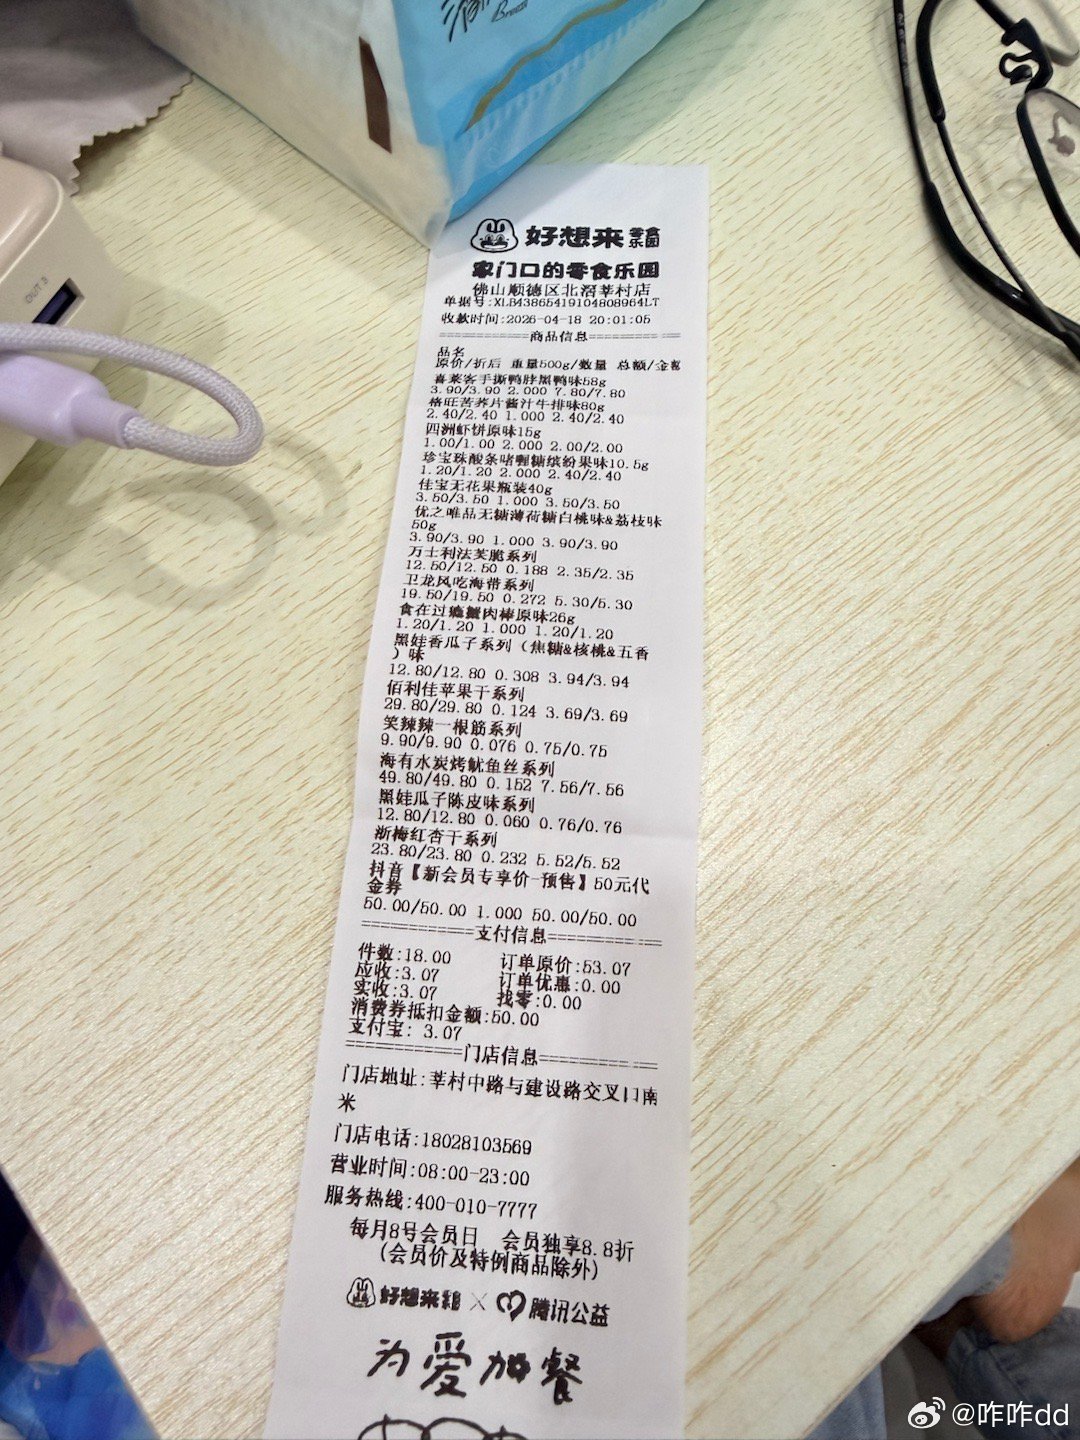 Breeze
OUT 3
好想来 零食乐园
家门口的零食乐园
佛山顺德区北滘莘村店
单据号:XLB43865419104808964LT
收款时间:2026-04-18 20:01:05
============商品信息============
品名
原价/折后 重量500g/数量 总额/金额
喜莱客手撕鸭脖黑鸭味58g
3.90/3.90 2.000 7.80/7.80
格旺苦荞片酱汁牛排味80g
2.40/2.40 1.000 2.40/2.40
四洲虾饼原味15g
1.00/1.00 2.000 2.00/2.00
珍宝珠酸条啫喱糖缤纷果味10.5g
1.20/1.20 2.000 2.40/2.40
佳宝无花果瓶装40g
3.50/3.50 1.000 3.50/3.50
优之唯品无糖薄荷糖白桃味&荔枝味
50g
3.90/3.90 1.000 3.90/3.90
万士利法芙脆系列
12.50/12.50 0.188 2.35/2.35
卫龙风吃海带系列
19.50/19.50 0.272 5.30/5.30
食在过瘾蟹肉棒原味26g
1.20/1.20 1.000 1.20/1.20
黑娃香瓜子系列（焦糖&核桃&五香
）味
12.80/12.80 0.308 3.94/3.94
佰利佳苹果干系列
29.80/29.80 0.124 3.69/3.69
笑辣辣一根筋系列
9.90/9.90 0.076 0.75/0.75
海有水炭烤鱿鱼丝系列
49.80/49.80 0.152 7.56/7.56
黑娃瓜子陈皮味系列
12.80/12.80 0.060 0.76/0.76
浙梅红杏干系列
23.80/23.80 0.232 5.52/5.52
抖音【新会员专享价-预售】50元代
金券
50.00/50.00 1.000 50.00/50.00
============支付信息============
件数:18.00 订单原价:53.07
应收:3.07 订单优惠:0.00
实收:3.07 找零:0.00
消费券抵扣金额:50.00
支付宝: 3.07
============门店信息============
门店地址:莘村中路与建设路交叉口南
米
门店电话:18028103569
营业时间:08:00-23:00
服务热线:400-010-7777
每月8号会员日 会员独享8.8折
(会员价及特例商品除外)
好想来 × 腾讯公益
为爱加餐
@咋咋dd